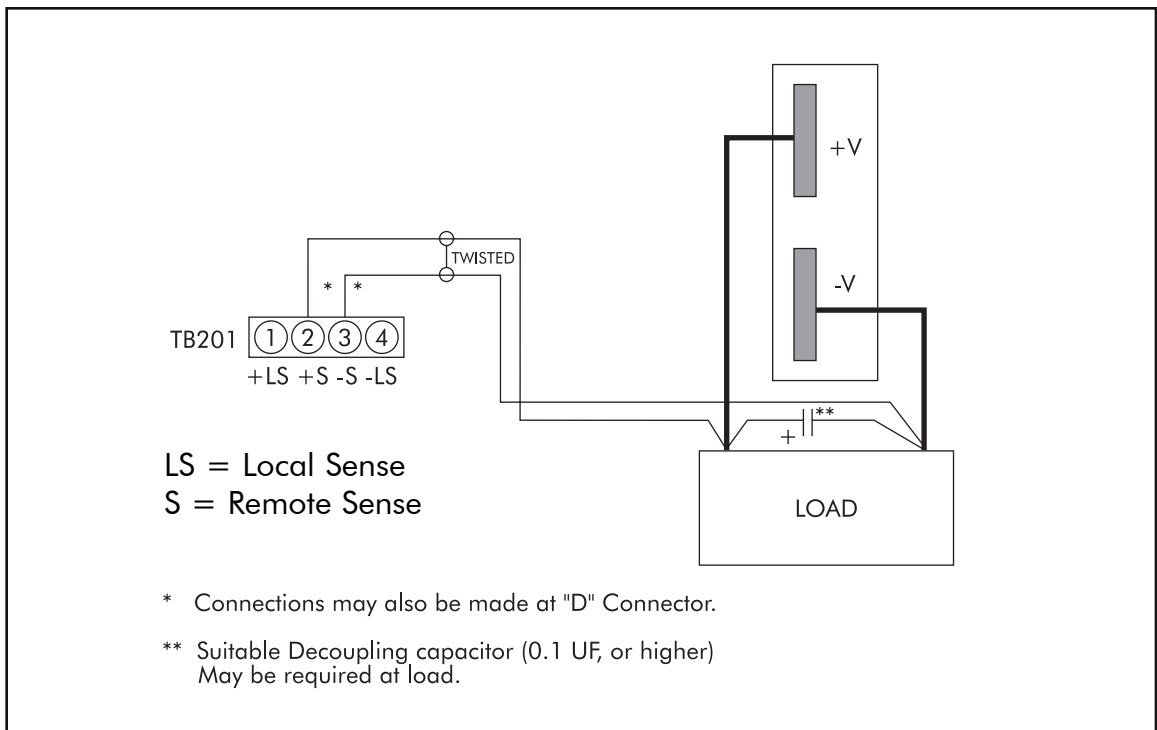 +V
-V
TWISTED
* *
TB201 1 2 3 4
+LS +S -S -LS
**
+
LS = Local Sense
S = Remote Sense
LOAD
* Connections may also be made at "D" Connector.
** Suitable Decoupling capacitor (0.1 UF, or higher)
May be required at load.